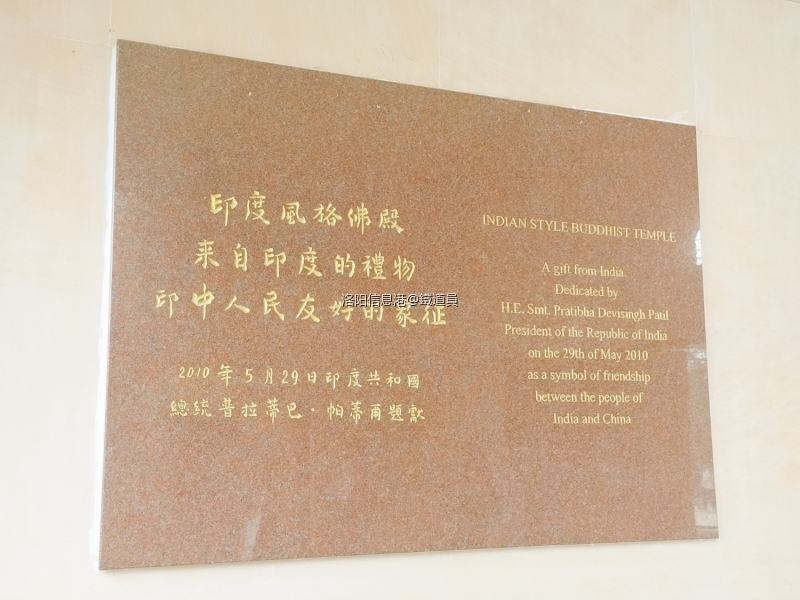 印度風格佛殿
来自印度的禮物
印中人民友好的象征
2010年5月29日印度共和國
總統普拉蒂巴·帕蒂爾題獻
INDIAN STYLE BUDDHIST TEMPLE
A gift from India.
Dedicated by
H.E. Smt. Pratibha Devisingh Patil
President of the Republic of India
on the 29th of May 2010
as a symbol of friendship
between the people of
India and China
洛阳信息港@鐵道員